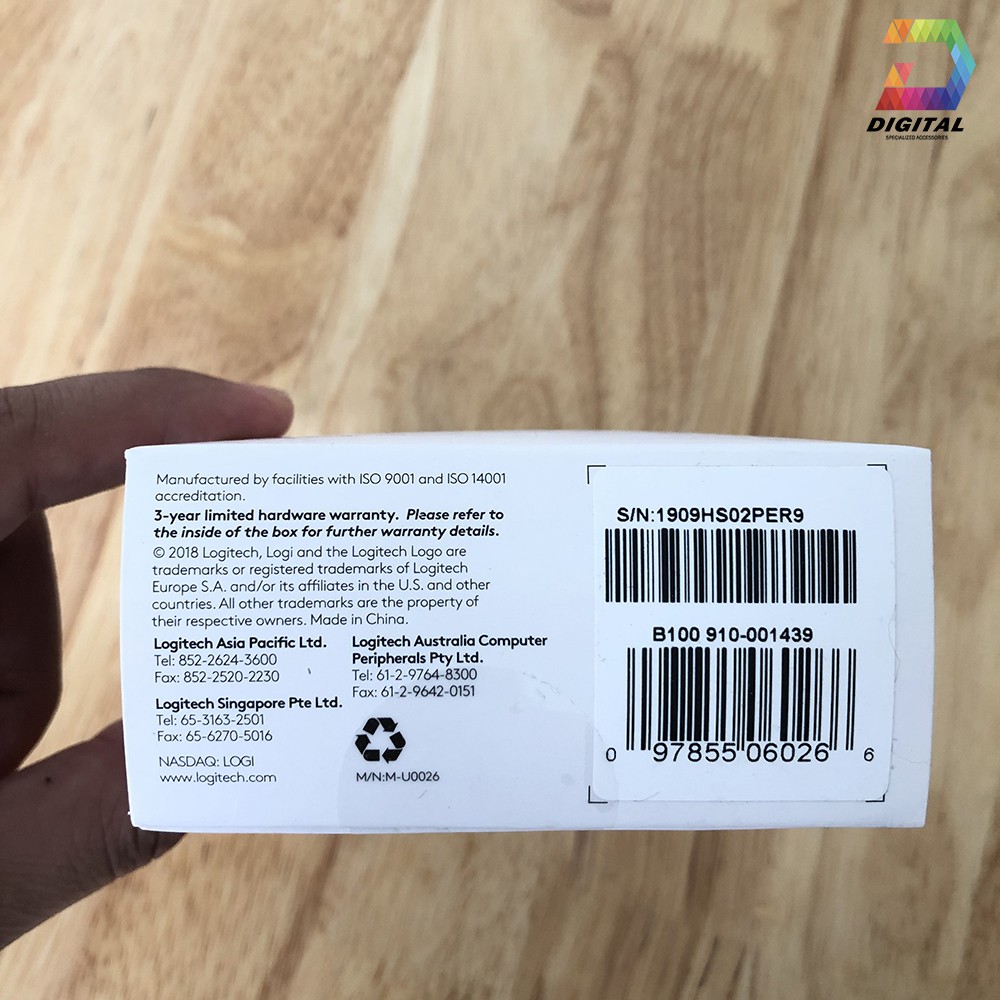 DIGITAL
SPECIALIZED ACCESSORIES
Manufactured by facilities with ISO 9001 and ISO 14001
accreditation.
3-year limited hardware warranty. Please refer to
the inside of the box for further warranty details.
© 2018 Logitech, Logi and the Logitech Logo are
trademarks or registered trademarks of Logitech
Europe S.A. and/or its affiliates in the U.S. and other
countries. All other trademarks are the property of
their respective owners. Made in China.
Logitech Asia Pacific Ltd.
Tel: 852-2624-3600
Fax: 852-2520-2230
Logitech Singapore Pte Ltd.
Tel: 65-3163-2501
Fax: 65-6270-5016
NASDAQ: LOGI
www.logitech.com
Logitech Australia Computer
Peripherals Pty Ltd.
Tel: 61-2-9764-8300
Fax: 61-2-9642-0151
M/N:M-U0026
S/N:1909HS02PER9
B100 910-001439
0 97855 06026 6